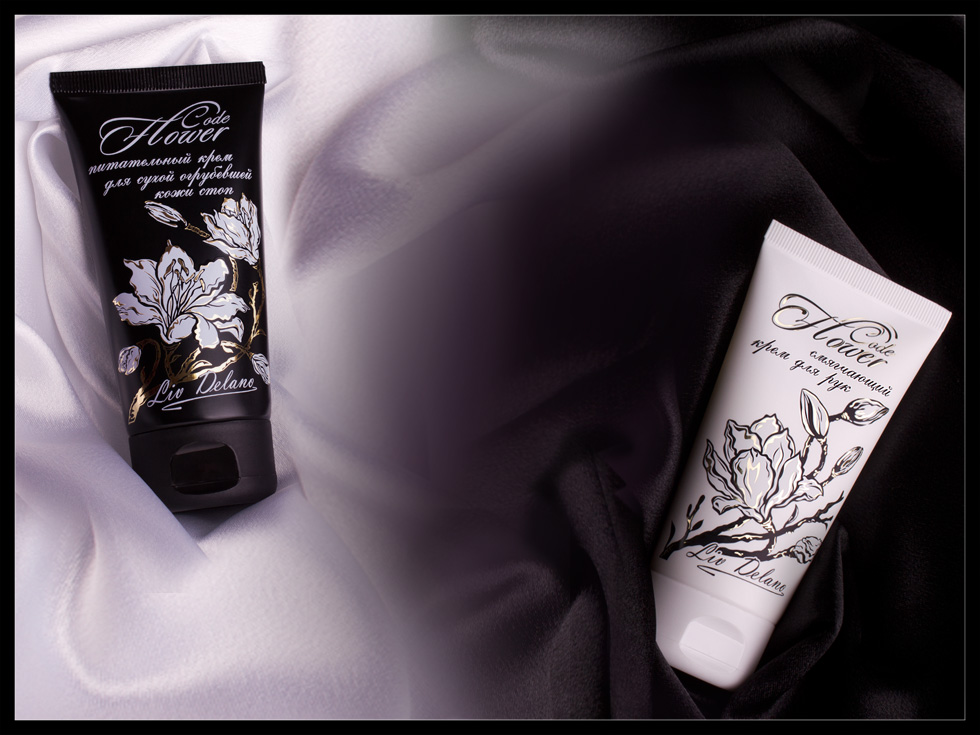 Code
Flower
питательный крем
для сухой огрубевшей
кожи стоп
Liv Delano
Code
Flower
смягчающий
крем для рук
Liv Delano